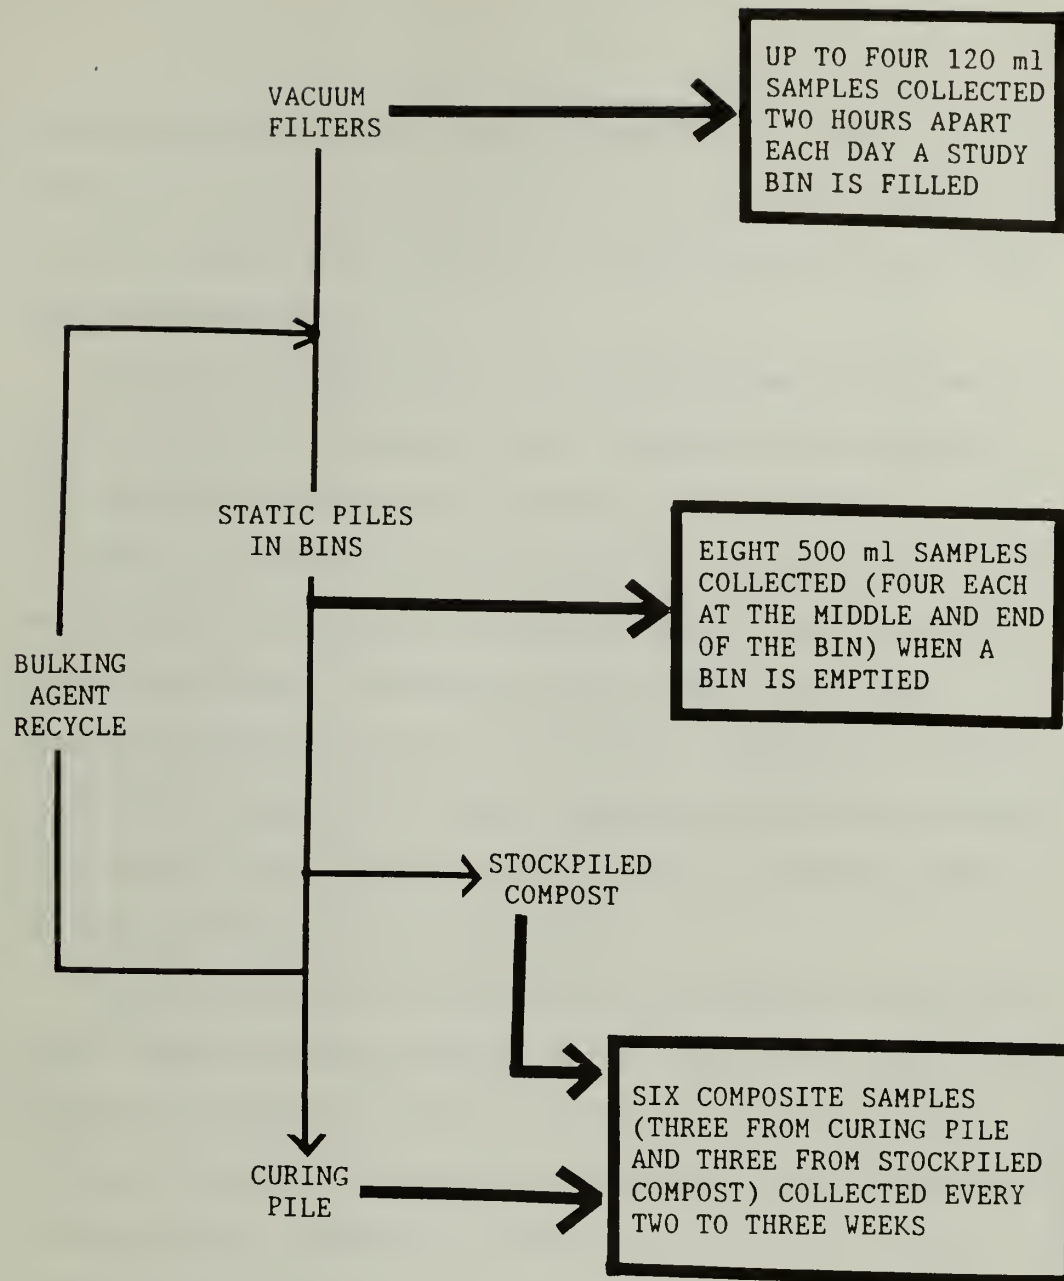 VACUUM
FILTERS
UP TO FOUR 120 ml
SAMPLES COLLECTED
TWO HOURS APART
EACH DAY A STUDY
BIN IS FILLED
STATIC PILES
IN BINS
EIGHT 500 ml SAMPLES
COLLECTED (FOUR EACH
AT THE MIDDLE AND END
OF THE BIN) WHEN A
BIN IS EMPTIED
BULKING
AGENT
RECYCLE
STOCKPILED
COMPOST
CURING
PILE
SIX COMPOSITE SAMPLES
(THREE FROM CURING PILE
AND THREE FROM STOCKPILED
COMPOST) COLLECTED EVERY
TWO TO THREE WEEKS